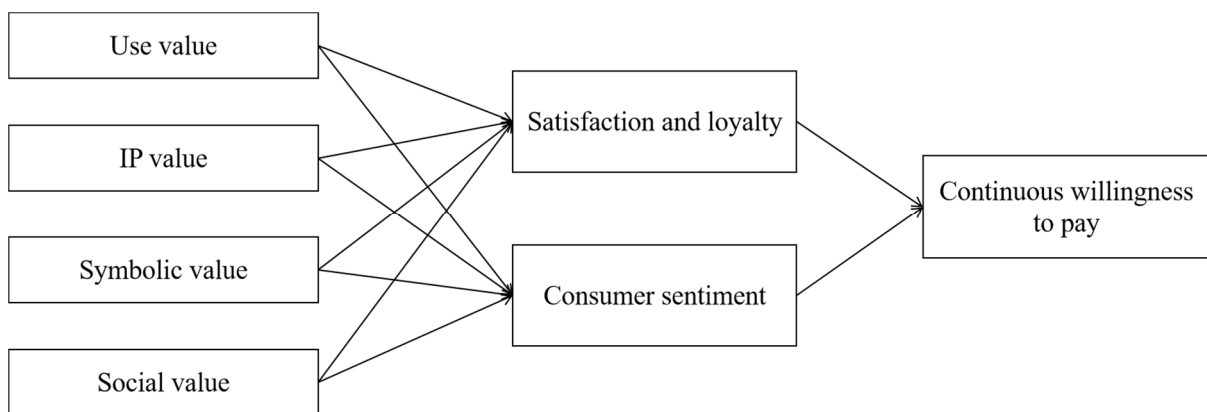 Use value
IP value
Symbolic value
Social value
Satisfaction and loyalty
Consumer sentiment
Continuous willingness
to pay